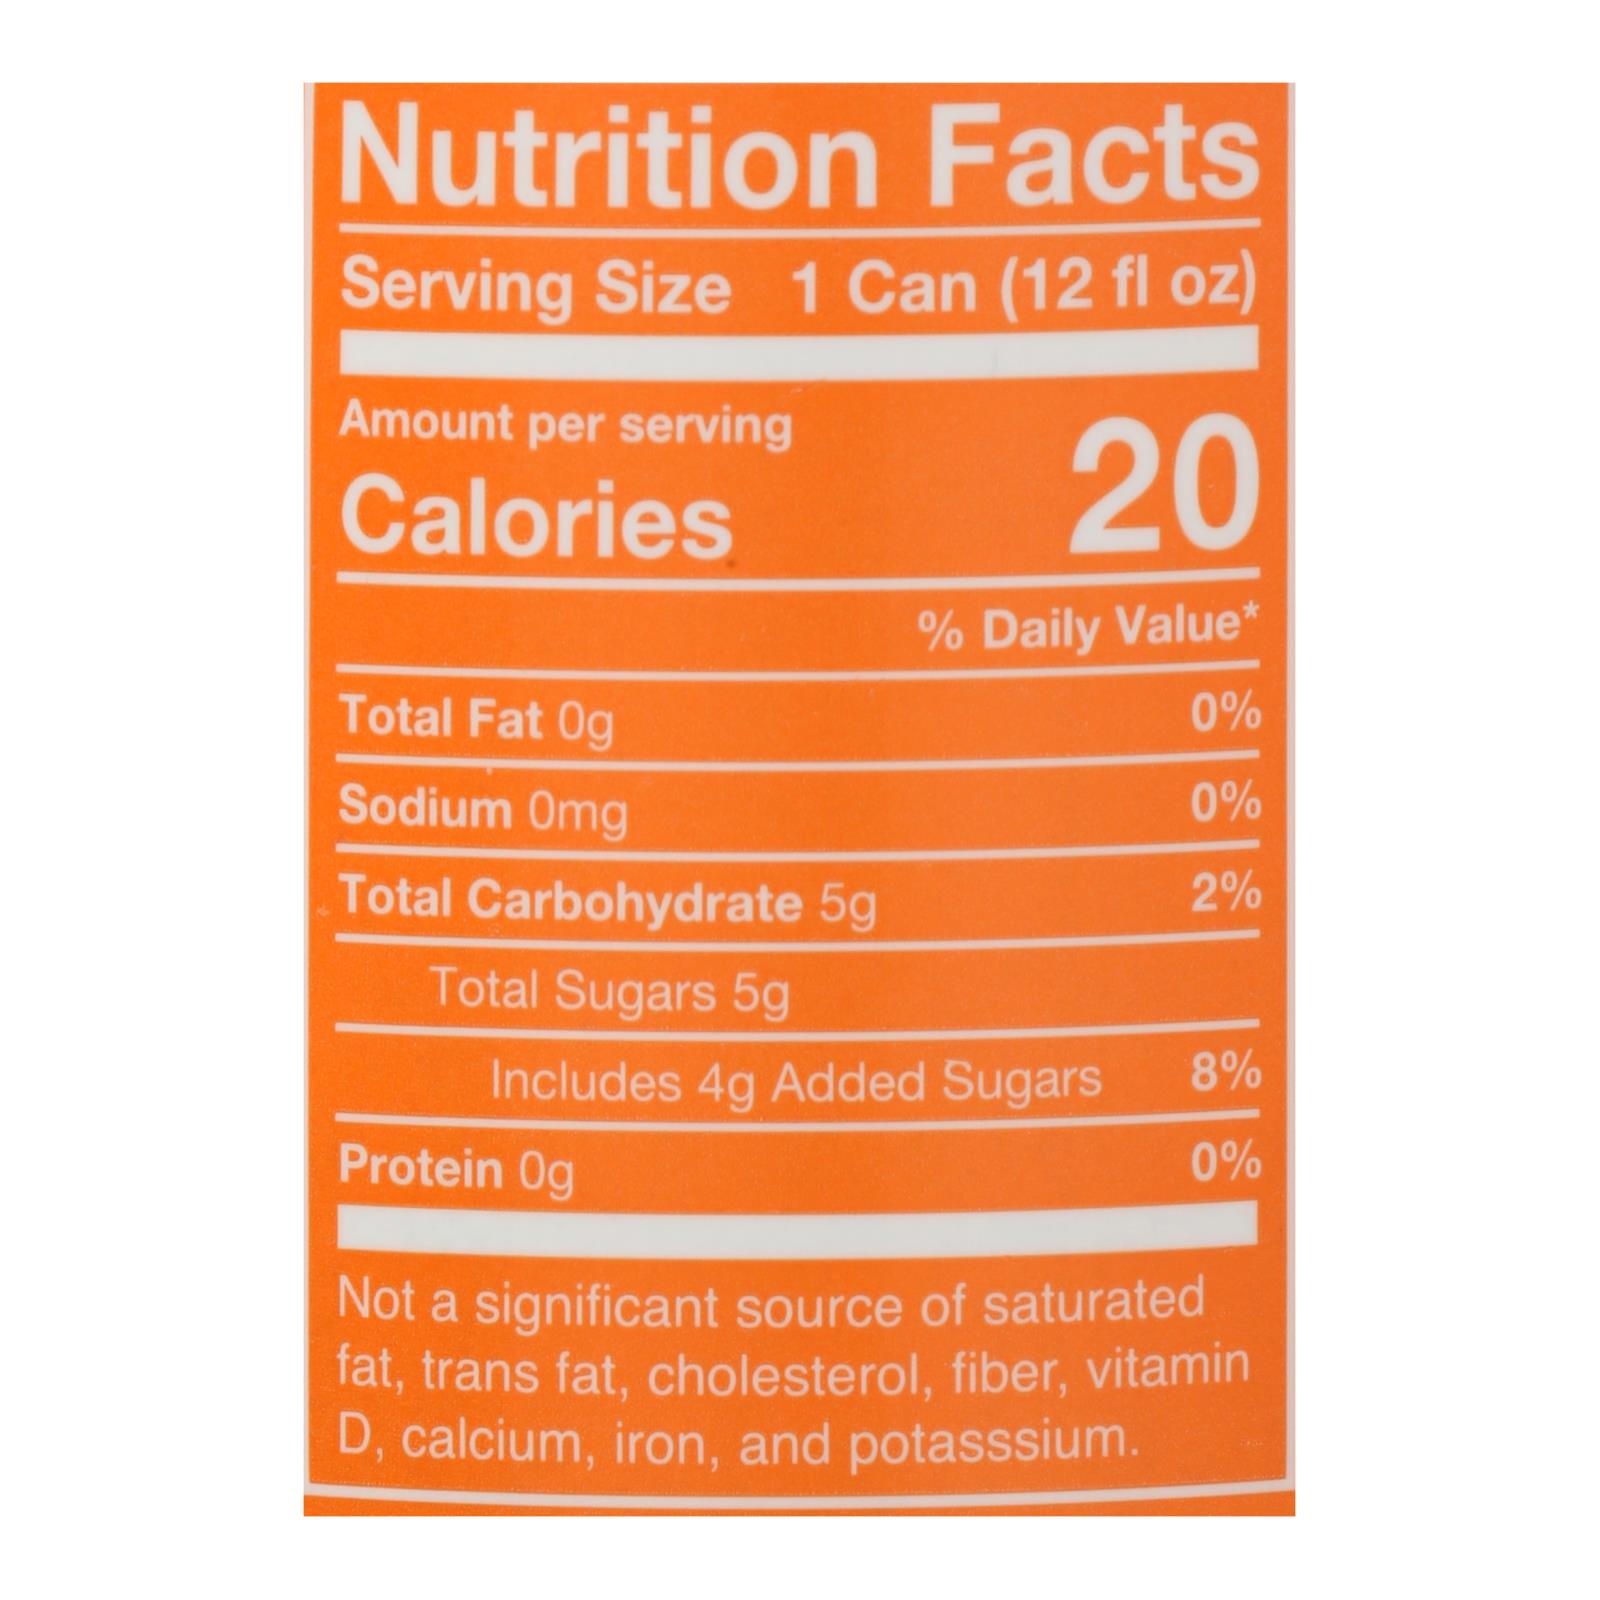 Nutrition Facts
Serving Size 1 Can (12 fl oz)
Amount per serving
Calories 20
% Daily Value*
Total Fat 0g 0%
Sodium 0mg 0%
Total Carbohydrate 5g 2%
Total Sugars 5g
Includes 4g Added Sugars 8%
Protein 0g 0%
Not a significant source of saturated
fat, trans fat, cholesterol, fiber, vitamin
D, calcium, iron, and potasssium.